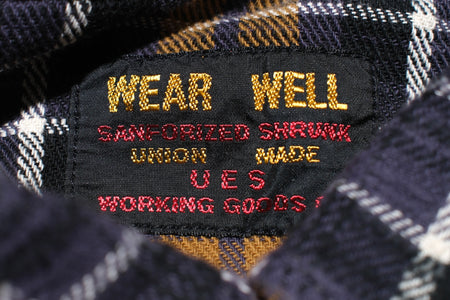 WEAR WELL
SANFORIZED SHRUNK
UNION MADE
UES
WORKING GOODS